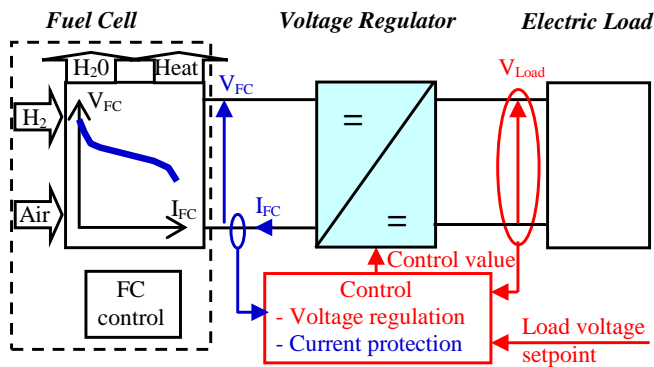 Fuel Cell
Voltage Regulator
Electric Load
H20
Heat
VFC
VFC
VLoad
H2
=
=
Air
IFC
IFC
Control value
FC
control
Control
- Voltage regulation
- Current protection
Load voltage
setpoint